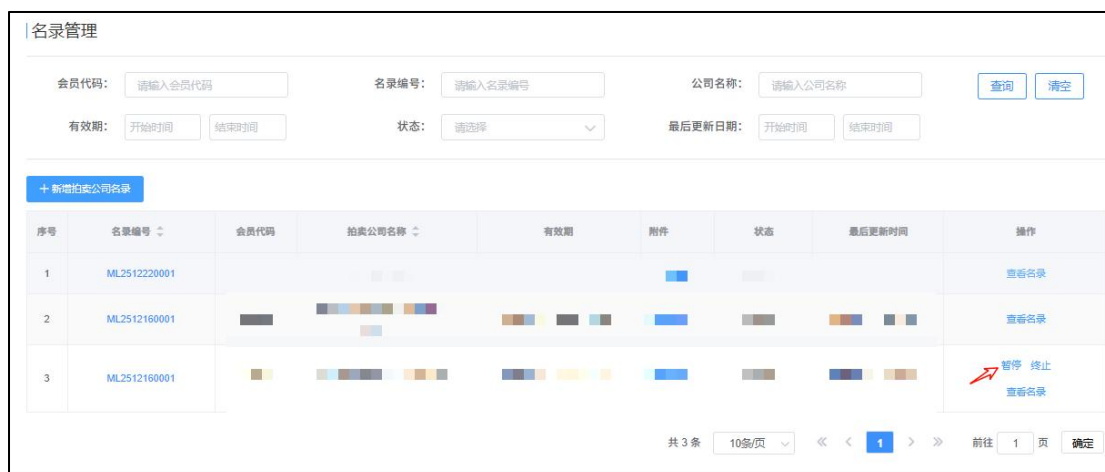 名录管理
会员代码： 请输入会员代码 名录编号： 请输入名录编号 公司名称： 请输入公司名称 查询 清空
有效期： 开始时间 结束时间 状态： 请选择 最后更新日期： 开始时间 结束时间
＋新增拍卖公司名录
序号 名录编号 会员代码 拍卖公司名称 有效期 附件 状态 最后更新时间 操作
1 ML2512220001 查看名录
2 ML2512160001 查看名录
3 ML2512160001 暂停 终止
查看名录
共 3 条 10条/页 1 前往 1 页 确定